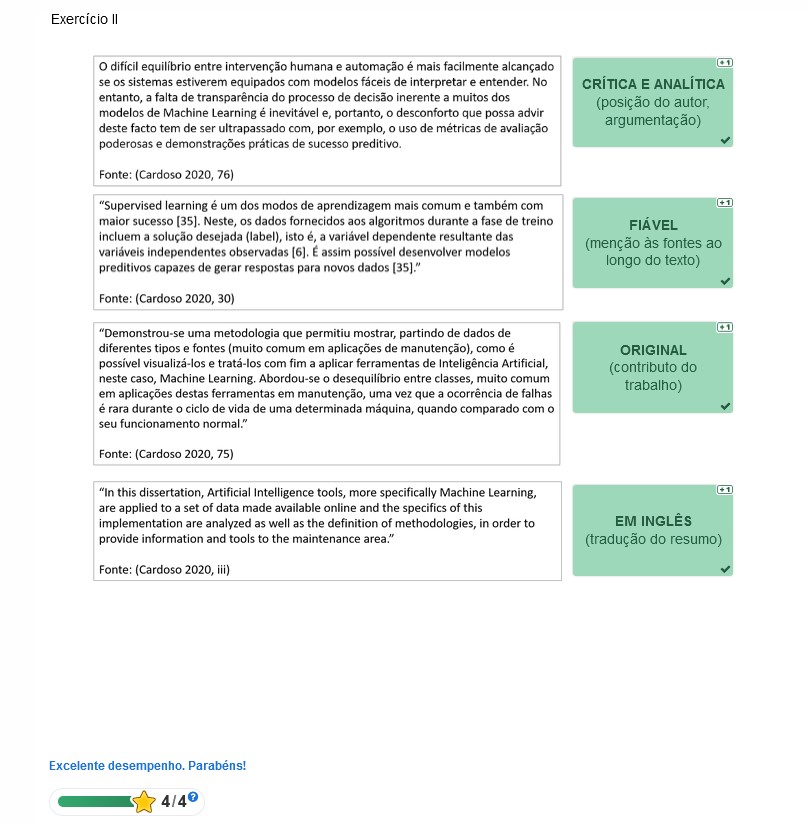 Exercício II
O difícil equilíbrio entre intervenção humana e automação é mais facilmente alcançado
se os sistemas estiverem equipados com modelos fáceis de interpretar e entender. No
entanto, a falta de transparência do processo de decisão inerente a muitos dos
modelos de Machine Learning é inevitável e, portanto, o desconforto que possa advir
deste facto tem de ser ultrapassado com, por exemplo, o uso de métricas de avaliação
poderosas e demonstrações práticas de sucesso preditivo.
Fonte: (Cardoso 2020, 76)
+1
CRÍTICA E ANALÍTICA
(posição do autor,
argumentação)
“Supervised learning é um dos modos de aprendizagem mais comum e também com
maior sucesso [35]. Neste, os dados fornecidos aos algoritmos durante a fase de treino
incluem a solução desejada (label), isto é, a variável dependente resultante das
variáveis independentes observadas [6]. É assim possível desenvolver modelos
preditivos capazes de gerar respostas para novos dados [35].”
Fonte: (Cardoso 2020, 30)
+1
FIÁVEL
(menção às fontes ao
longo do texto)
“Demonstrou-se uma metodologia que permitiu mostrar, partindo de dados de
diferentes tipos e fontes (muito comum em aplicações de manutenção), como é
possível visualizá-los e tratá-los com fim a aplicar ferramentas de Inteligência Artificial,
neste caso, Machine Learning. Abordou-se o desequilíbrio entre classes, muito comum
em aplicações destas ferramentas em manutenção, uma vez que a ocorrência de falhas
é rara durante o ciclo de vida de uma determinada máquina, quando comparado com o
seu funcionamento normal.”
Fonte: (Cardoso 2020, 75)
+1
ORIGINAL
(contributo do
trabalho)
“In this dissertation, Artificial Intelligence tools, more specifically Machine Learning,
are applied to a set of data made available online and the specifics of this
implementation are analyzed as well as the definition of methodologies, in order to
provide information and tools to the maintenance area.”
Fonte: (Cardoso 2020, iii)
+1
EM INGLÊS
(tradução do resumo)
Excelente desempenho. Parabéns!
4/4 ?